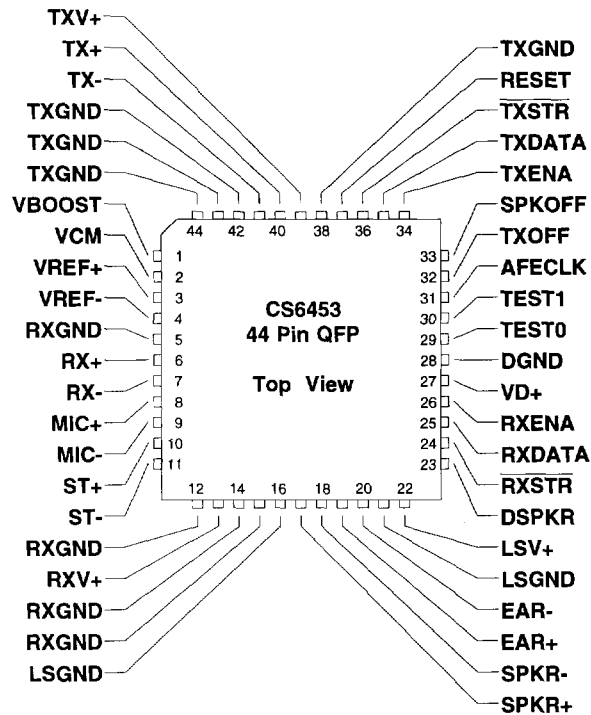 TXV+
TX+
TX-
TXGND
TXGND
TXGND
VBOOST
VCM
VREF+
VREF-
RXGND
RX+
RX-
MIC+
MIC-
ST+
ST-
RXGND
RXV+
RXGND
RXGND
LSGND
44 42 40 38 36 34
1
2
3
4
5
6
7
8
9
10
11
CS6453
44 Pin QFP
Top View
33
32
31
30
29
28
27
26
25
24
23
12 14 16 18 20 22
TXGND
RESET
TXSTR
TXDATA
TXENA
SPKOFF
TXOFF
AFECLK
TEST1
TEST0
DGND
VD+
RXENA
RXDATA
RXSTR
DSPKR
LSV+
LSGND
EAR-
EAR+
SPKR-
SPKR+